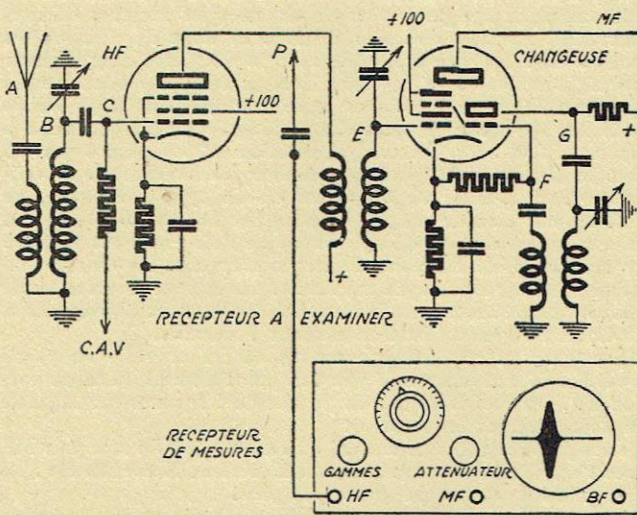 A
HF
B
C
+100
P
+100
MF
CHANGEUSE
E
G
+
F
+
C.A.V
RECEPTEUR A EXAMINER
RECEPTEUR
DE MESURES
GAMMES
ATTENUATEUR
HF
MF
BF